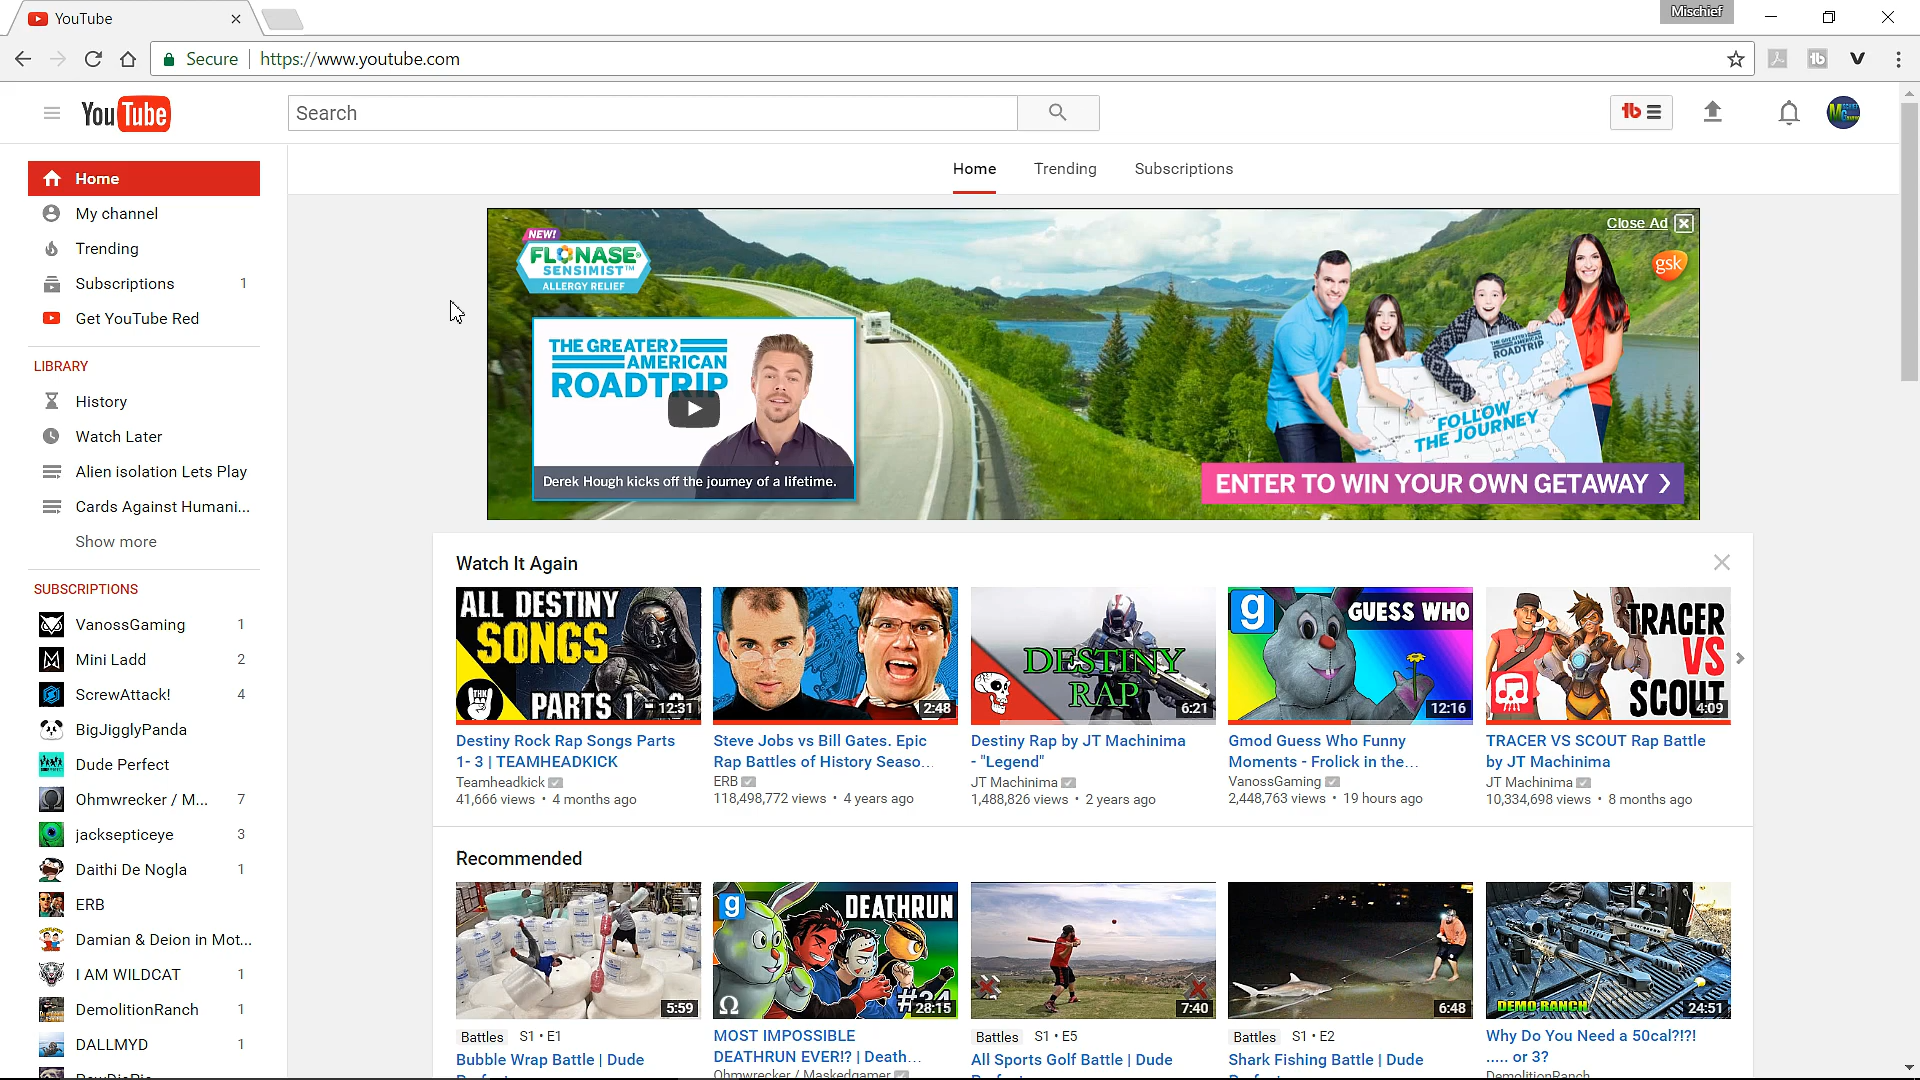 YouTube
Mischief
Secure
https://www.youtube.com
YouTube
Search
Home
Trending
Subscriptions
Home
My channel
Trending
Subscriptions 1
Get YouTube Red
LIBRARY
History
Watch Later
Alien isolation Lets Play
Cards Against Humani...
Show more
SUBSCRIPTIONS
VanossGaming 1
Mini Ladd 2
ScrewAttack! 4
BigJigglyPanda
Dude Perfect
Ohmwrecker / M... 7
jacksepticeye 3
Daithi De Nogla 1
ERB
Damian & Deion in Mot...
I AM WILDCAT 1
DemolitionRanch 1
DALLMYD 1
Close Ad
NEW!
FLONASE
SENSIMIST™
ALLERGY RELIEF
gsk
THE GREATER
AMERICAN
ROADTRIP
Derek Hough kicks off the journey of a lifetime.
THE GREATER
AMERICAN
ROADTRIP
FOLLOW
THE JOURNEY
ENTER TO WIN YOUR OWN GETAWAY
Watch It Again
ALL DESTINY
SONGS
PARTS 1 -
12:31
Destiny Rock Rap Songs Parts
1- 3 | TEAMHEADKICK
Teamheadkick
41,666 views • 4 months ago
2:48
Steve Jobs vs Bill Gates. Epic
Rap Battles of History Seaso...
ERB
118,498,772 views • 4 years ago
DESTINY
RAP
6:21
Destiny Rap by JT Machinima
- "Legend"
JT Machinima
1,488,826 views • 2 years ago
g
GUESS WHO
12:16
Gmod Guess Who Funny
Moments - Frolick in the...
VanossGaming
2,448,763 views • 19 hours ago
TRACER
VS
SCOUT
4:09
TRACER VS SCOUT Rap Battle
by JT Machinima
JT Machinima
10,334,698 views • 8 months ago
Recommended
5:59
Battles S1 • E1
Bubble Wrap Battle | Dude
g
DEATHRUN
28:15
MOST IMPOSSIBLE
DEATHRUN EVER!? | Death...
Ohmwrecker / Maskedgamer
7:40
Battles S1 • E5
All Sports Golf Battle | Dude
6:48
Battles S1 • E2
Shark Fishing Battle | Dude
DEMO RANCH
24:51
Why Do You Need a 50cal?!?!
..... or 3?
DemolitionRanch